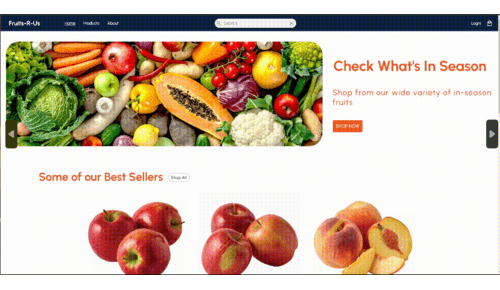 Fruits-R-Us
Home Products About
Search
Login
Check What's In Season
Shop from our wide variety of in-season
fruits
SHOP NOW
Some of our Best Sellers
Shop All